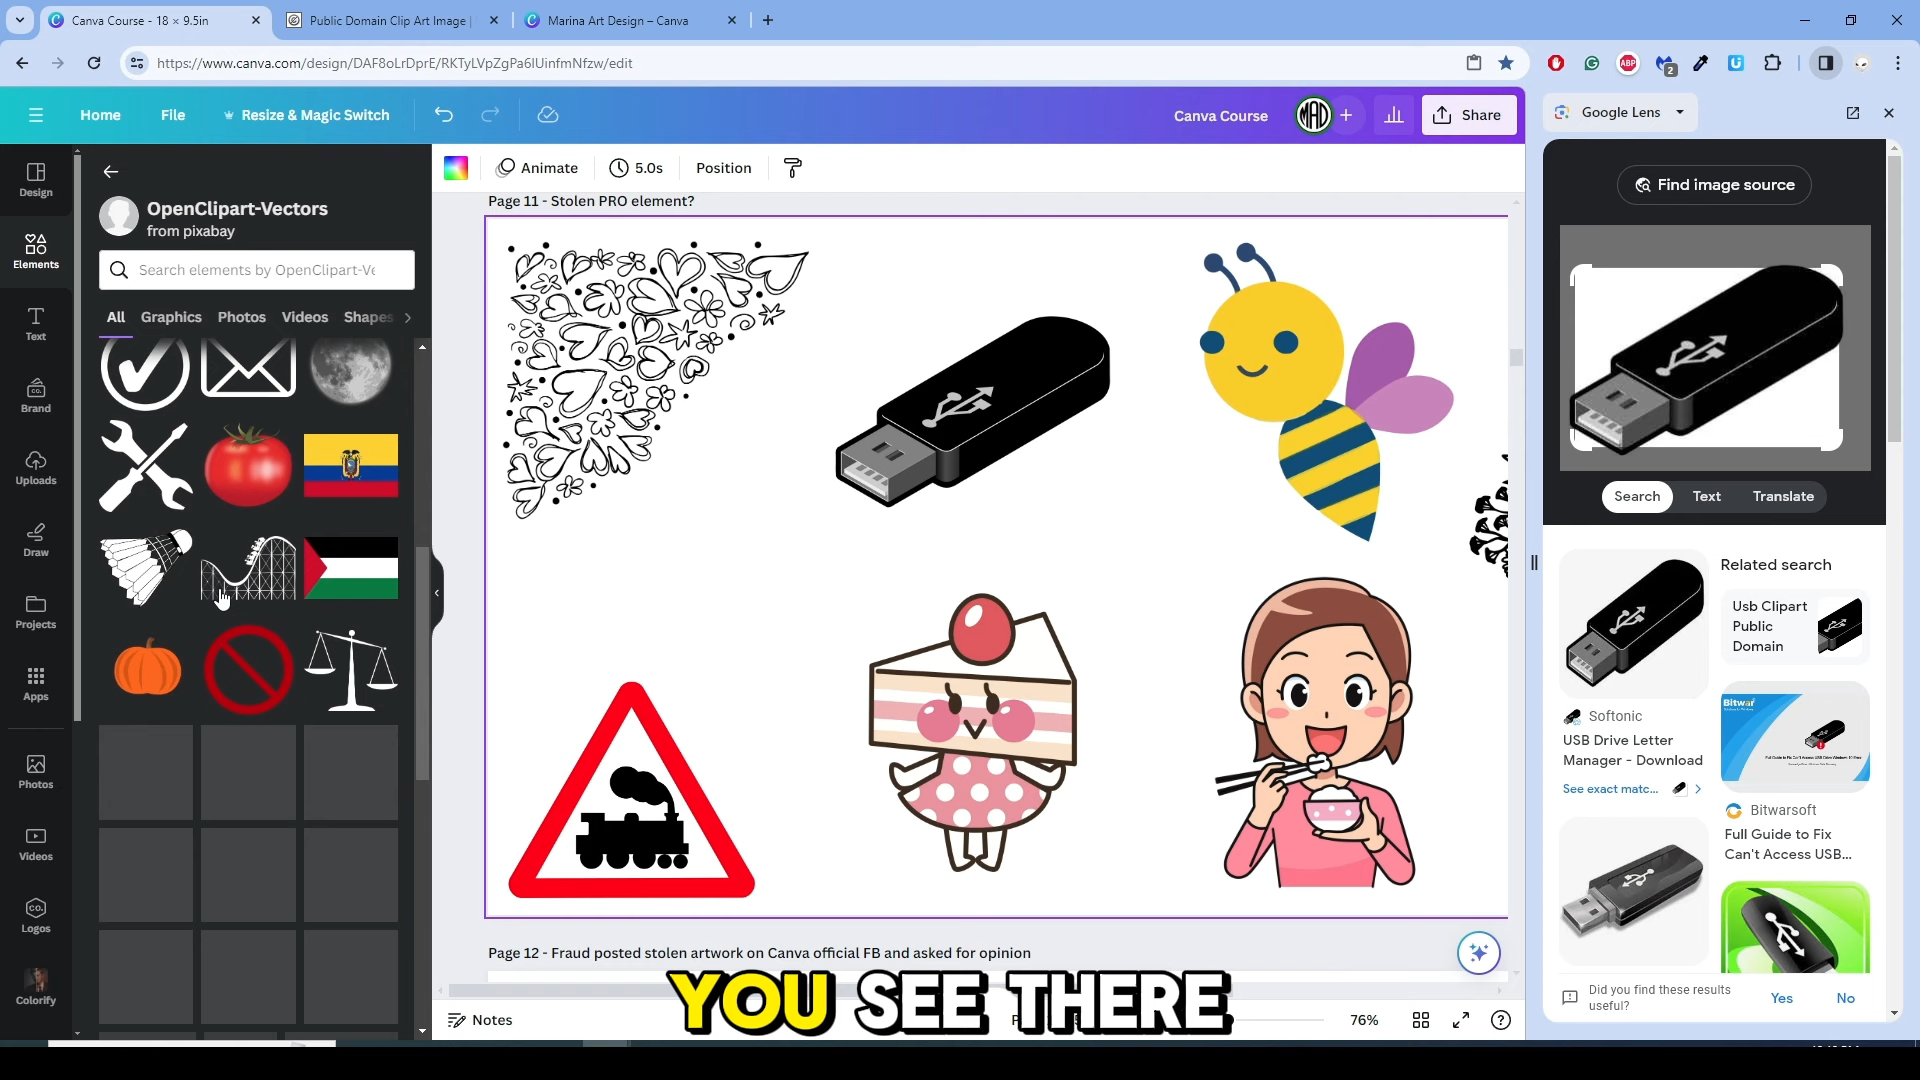 Canva Course - 18 × 9.5in
Public Domain Clip Art Image |
Marina Art Design – Canva
https://www.canva.com/design/DAF8oLrDprE/RKTyLVpZgPa6IUinfmNfzw/edit
ABP
2
Home
File
Resize & Magic Switch
Canva Course
MAD
Share
Google Lens
Design
Elements
Text
Brand
Uploads
Draw
Projects
Apps
Photos
Videos
Logos
Colorify
OpenClipart-Vectors
from pixabay
Search elements by OpenClipart-Ve
All
Graphics
Photos
Videos
Shapes
Animate
5.0s
Position
Page 11 - Stolen PRO element?
Page 12 - Fraud posted stolen artwork on Canva official FB and asked for opinion
YOU SEE THERE
Notes
76%
Find image source
Search
Text
Translate
Related search
Usb Clipart
Public
Domain
Softonic
USB Drive Letter
Manager - Download
See exact matc...
Bitwar
Bitwarsoft
Full Guide to Fix
Can't Access USB...
Did you find these results
useful?
Yes
No